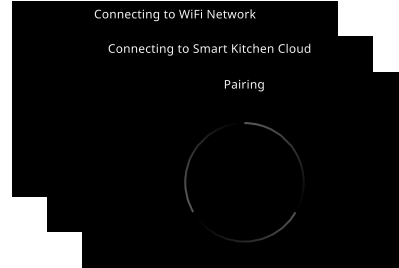 Connecting to WiFi Network
Connecting to Smart Kitchen Cloud
Pairing